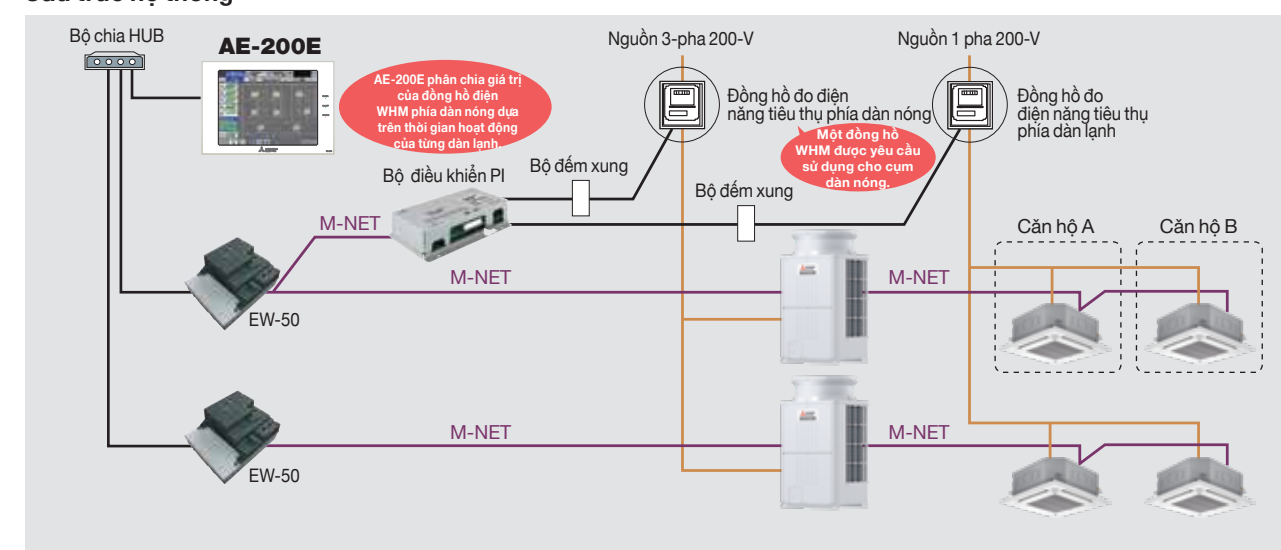 Cấu trúc hệ thống
Bộ chia HUB
AE-200E
AE-200E phân chia giá trị
của đồng hồ điện
WHM phía dàn nóng dựa
trên thời gian hoạt động
của từng dàn lạnh
Nguồn 3-pha 200-V
Nguồn 1 pha 200-V
Đồng hồ đo điện
năng tiêu thụ phía dàn nóng
Đồng hồ đo
điện năng tiêu thụ
phía dàn lạnh
Một đồng hồ
WHM được yêu cầu
sử dụng cho cụm
dàn nóng.
Bộ điều khiển PI
Bộ đếm xung
Bộ đếm xung
M-NET
M-NET
M-NET
Căn hộ A
Căn hộ B
EW-50
M-NET
M-NET
EW-50